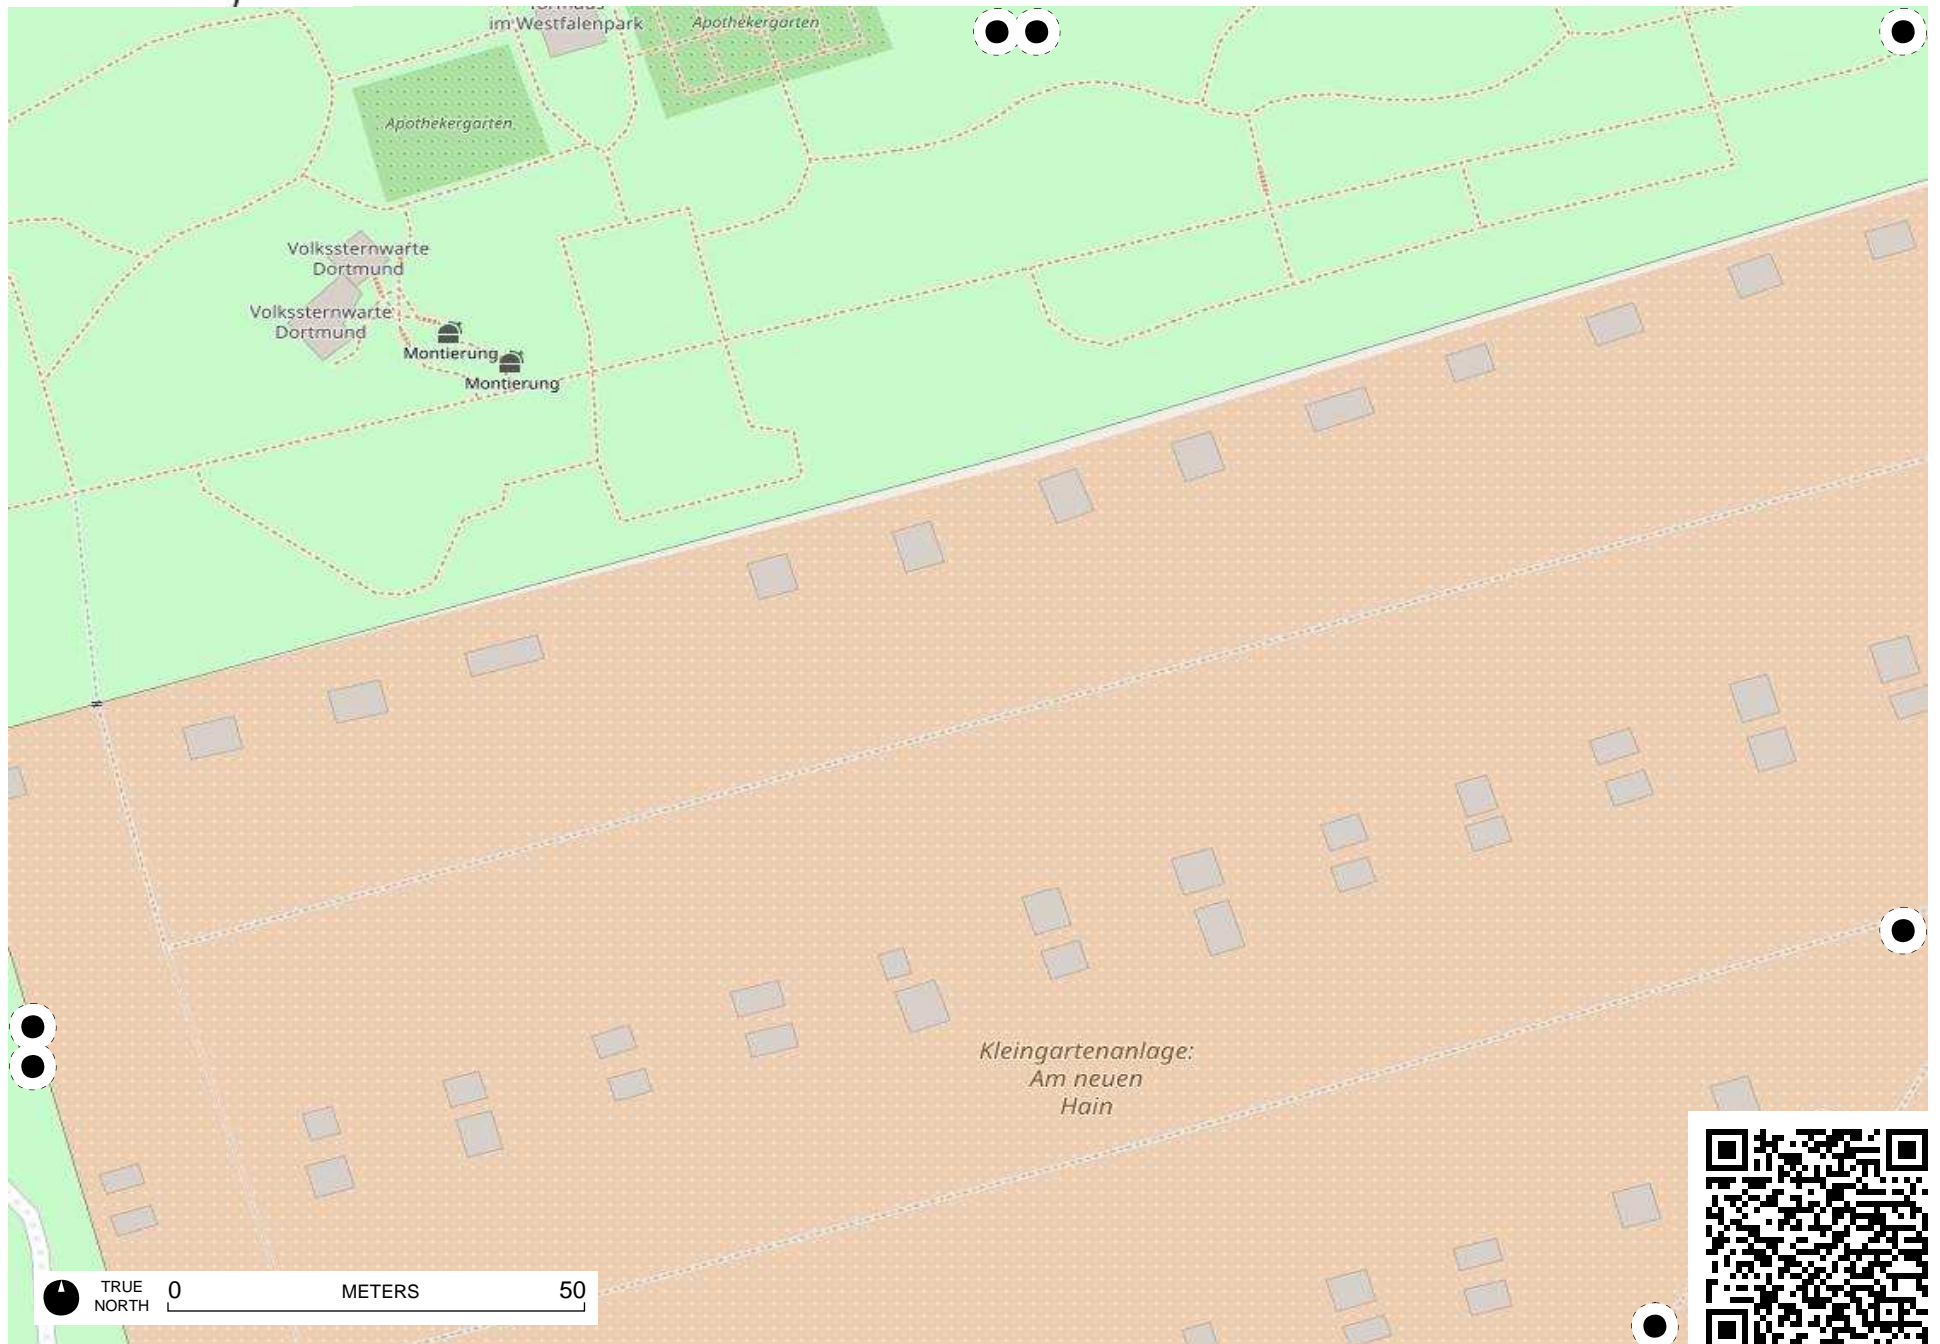 im Westfalenpark
Apothekergarten
Apothekergarten
Volkssternwarte
Dortmund
Volkssternwarte
Dortmund
Montierung
Montierung
Kleingartenanlage:
Am neuen
Hain
TRUE
NORTH
0
METERS
50